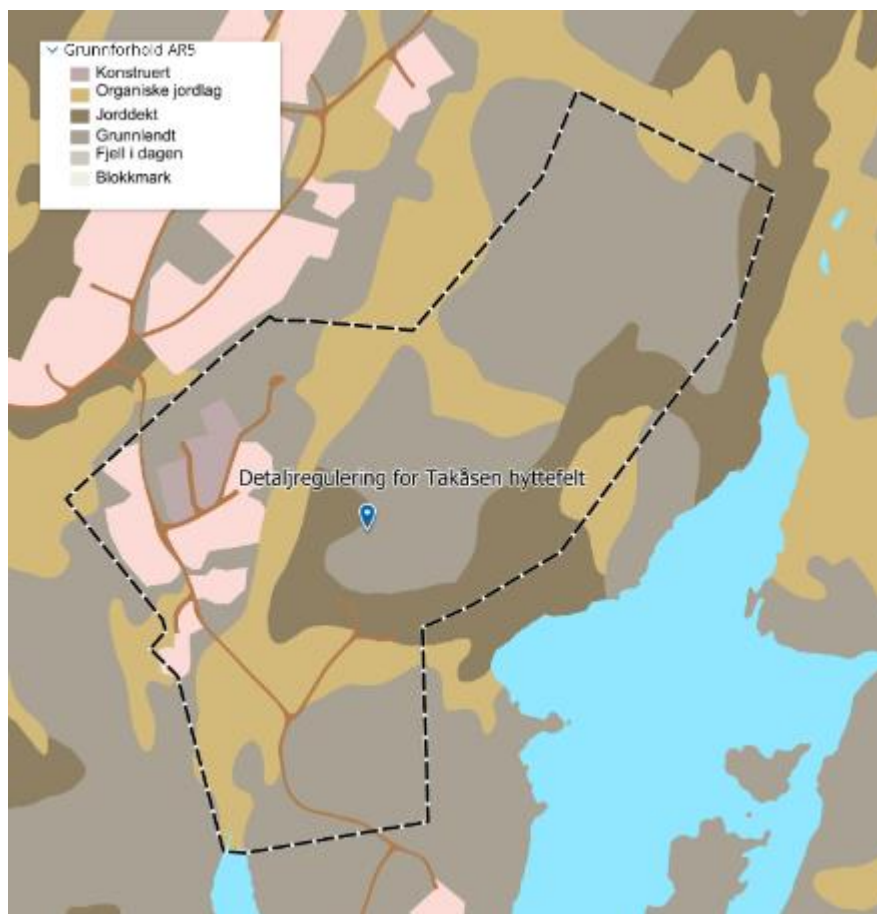 Grunnforhold AR5
Konstruert
Organiske jordlag
Jorddekt
Grunnlendt
Fjell i dagen
Blokkmark
Detaljregulering for Takåsen hyttefelt